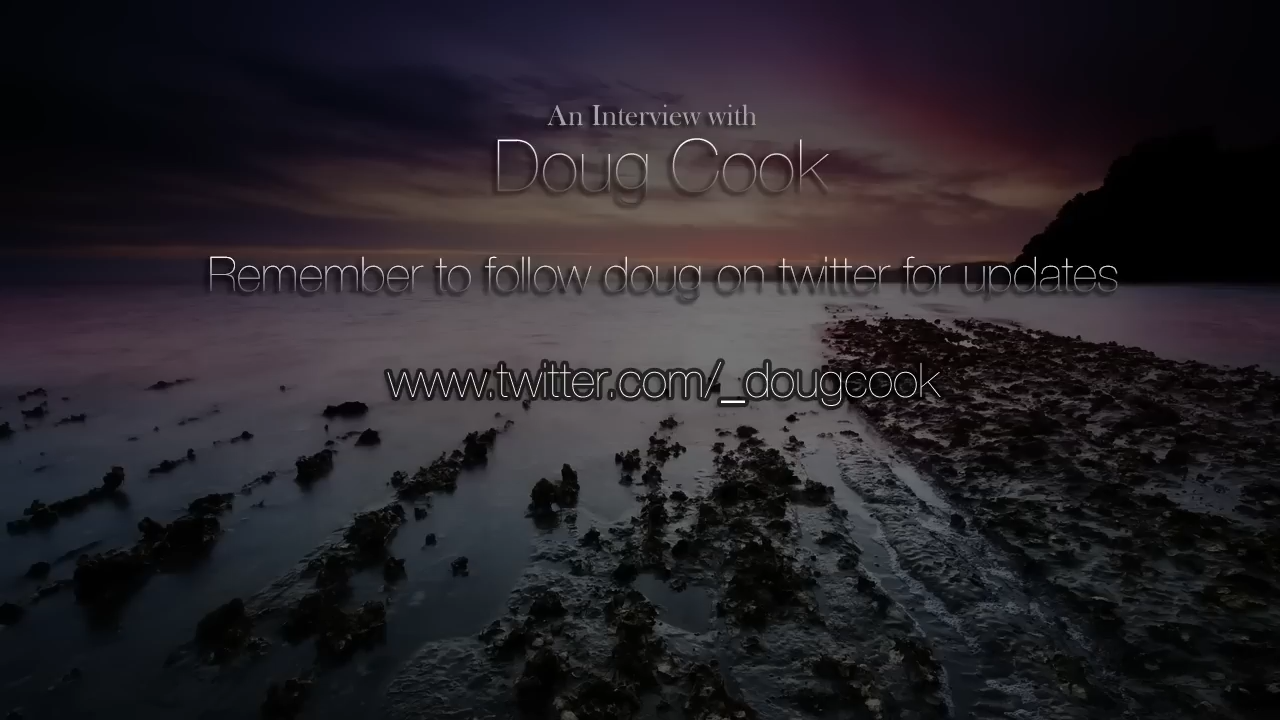 An Interview with
Doug Cook
Remember to follow doug on twitter for updates
www.twitter.com/_dougcook